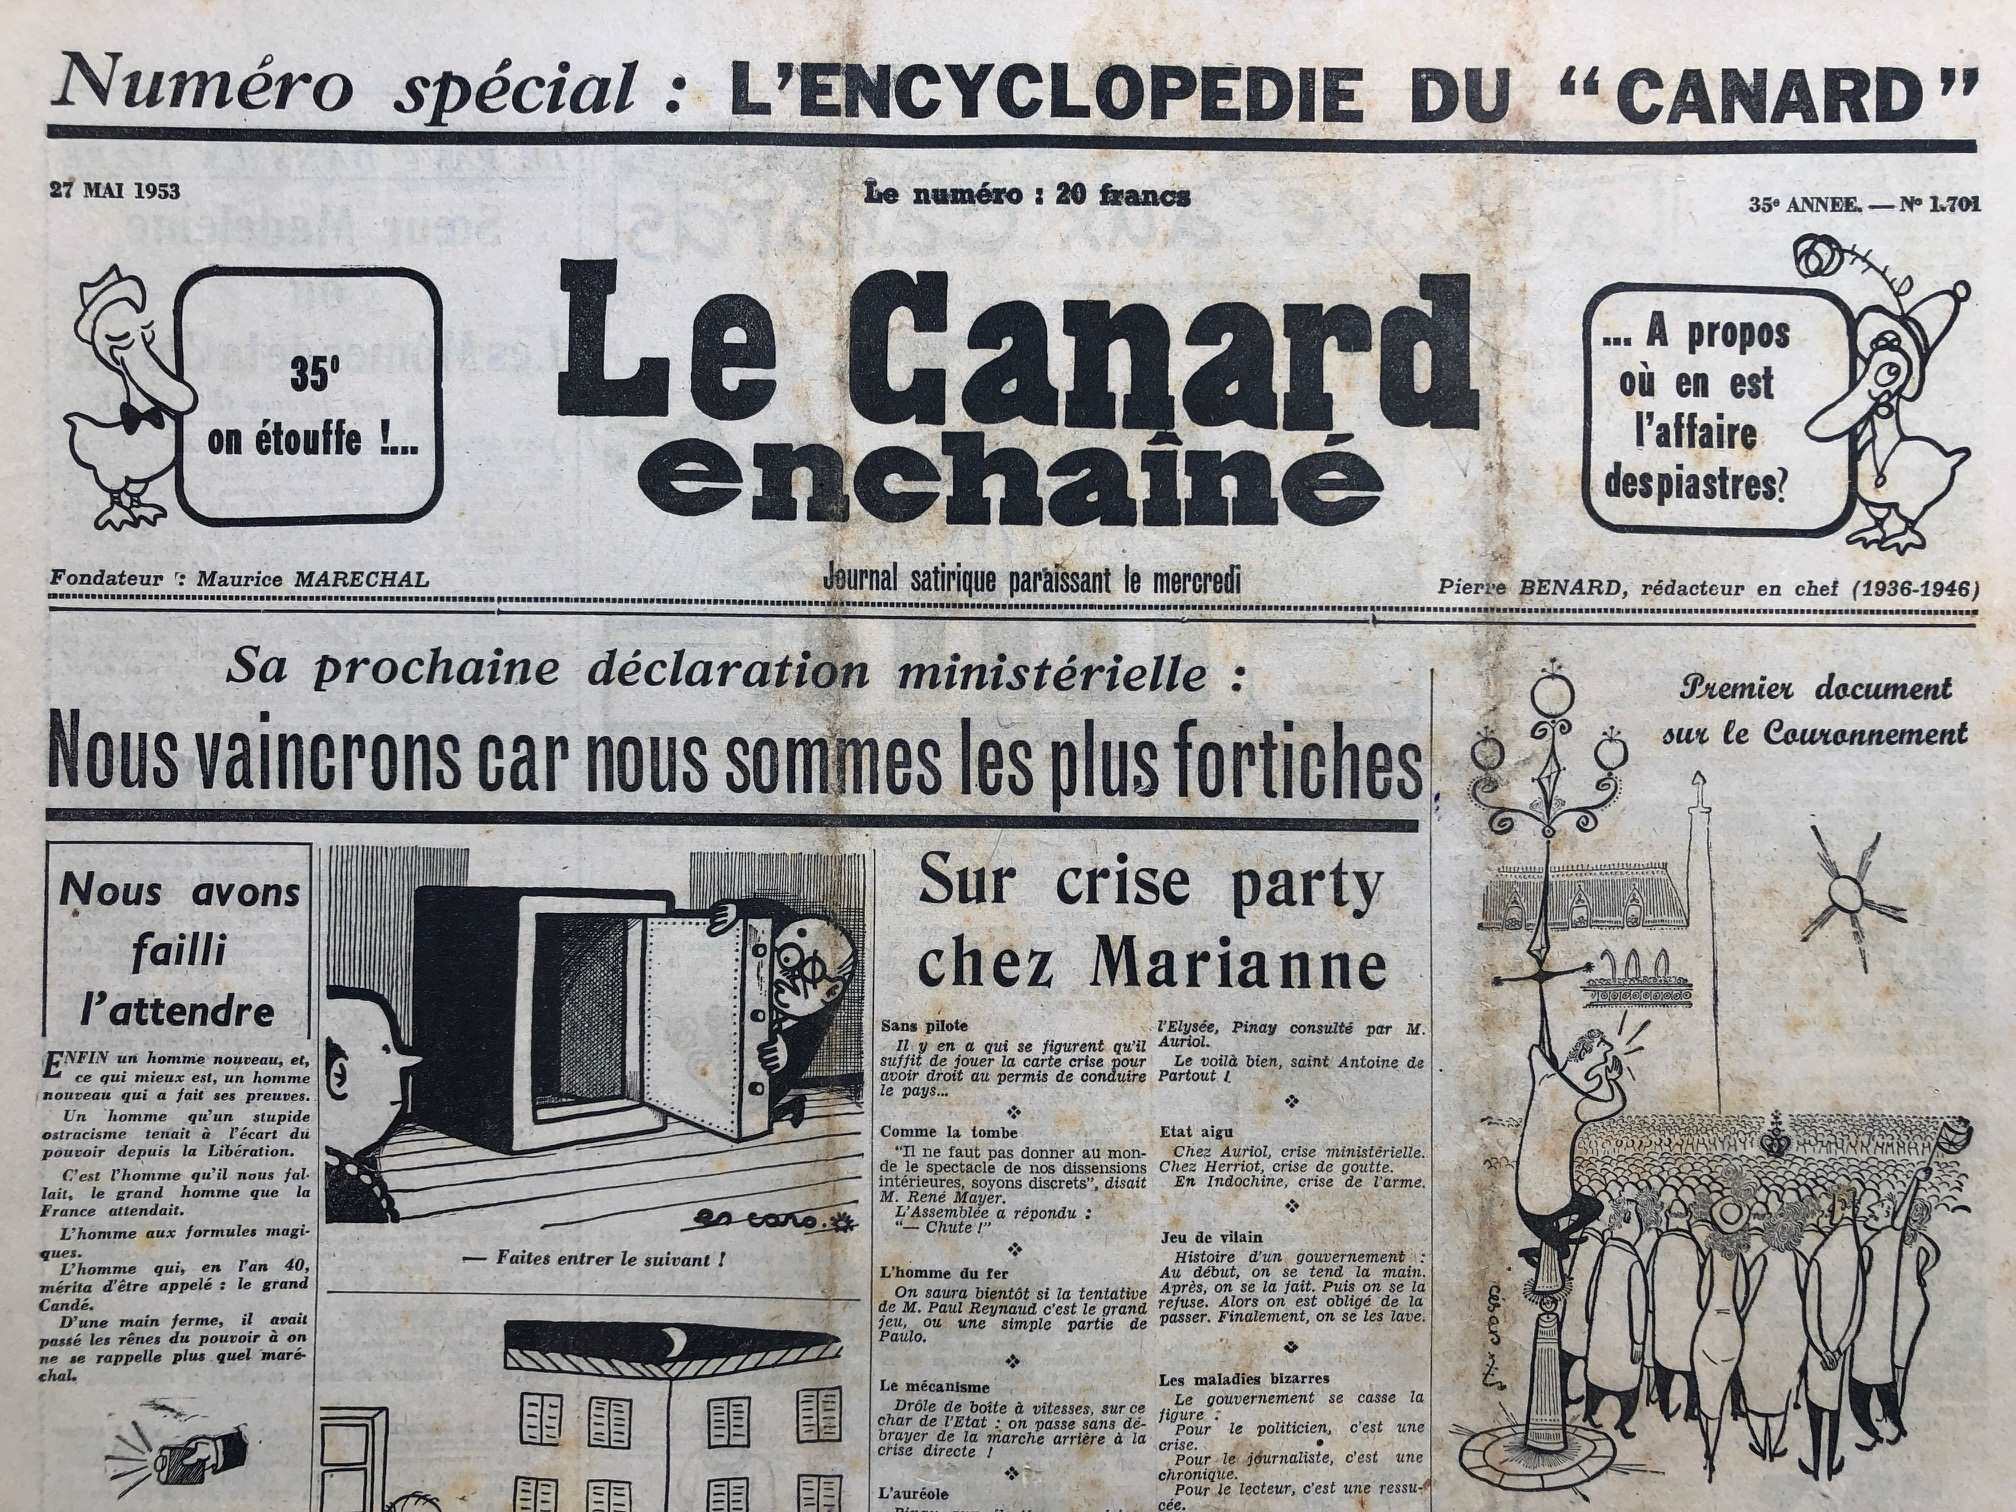 Numéro spécial : L'ENCYCLOPEDIE DU “CANARD”
27 MAI 1953
Le numéro : 20 francs
35e ANNEE. — No 1.701
35°
on étouffe !...
Le Canard
enchaîné
... A propos
où en est
l'affaire
des piastres?
Fondateur : Maurice MARECHAL
Journal satirique paraissant le mercredi
Pierre BENARD, rédacteur en chef (1936-1946)
Sa prochaine déclaration ministérielle :
Nous vaincrons car nous sommes les plus fortiches
Nous avons
failli
l'attendre
ENFIN un homme nouveau, et,
ce qui mieux est, un homme
nouveau qui a fait ses preuves.
Un homme qu'un stupide
ostracisme tenait à l'écart du
pouvoir depuis la Libération.
C'est l'homme qu'il nous fal-
lait, le grand homme que la
France attendait.
L'homme aux formules magi-
ques.
L'homme qui, en l'an 40,
mérita d'être appelé : le grand
Candé.
D'une main ferme, il avait
passé les rênes du pouvoir à on
ne se rappelle plus quel maré-
chal.
escaro
— Faites entrer le suivant !
Sur crise party
chez Marianne
Sans pilote
Il y en a qui se figurent qu'il
suffit de jouer la carte crise pour
avoir droit au permis de conduire
le pays...
Comme la tombe
"Il ne faut pas donner au mon-
de le spectacle de nos dissensions
intérieures, soyons discrets", disait
M. René Mayer.
L'Assemblée a répondu :
"— Chute !"
L'homme du fer
On saura bientôt si la tentative
de M. Paul Reynaud c'est le grand
jeu, ou une simple partie de
Paulo.
Le mécanisme
Drôle de boîte à vitesses, sur ce
char de l'Etat : on passe sans dé-
brayer de la marche arrière à la
crise directe !
L'auréole
l'Elysée, Pinay consulté par M.
Auriol.
Le voilà bien, saint Antoine de
Partout !
Etat aigu
Chez Auriol, crise ministérielle.
Chez Herriot, crise de goutte.
En Indochine, crise de l'arme.
Jeu de vilain
Histoire d'un gouvernement :
Au début, on se tend la main.
Après, on se la fait. Puis on se la
refuse. Alors on est obligé de la
passer. Finalement, on se les lave.
Les maladies bizarres
Le gouvernement se casse la
figure :
Pour le politicien, c'est une
crise.
Pour le journaliste, c'est une
chronique.
Pour le lecteur, c'est une ressu-
cée.
Premier document
sur le Couronnement